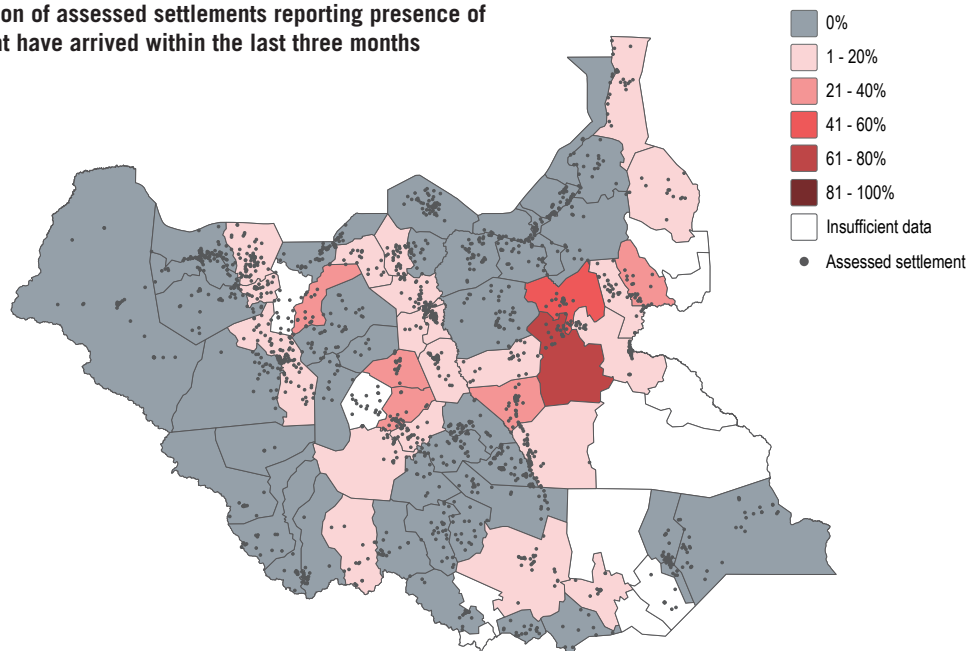 on of assessed settlements reporting presence of
t have arrived within the last three months
0%
1 - 20%
21 - 40%
41 - 60%
61 - 80%
81 - 100%
Insufficient data
Assessed settlement